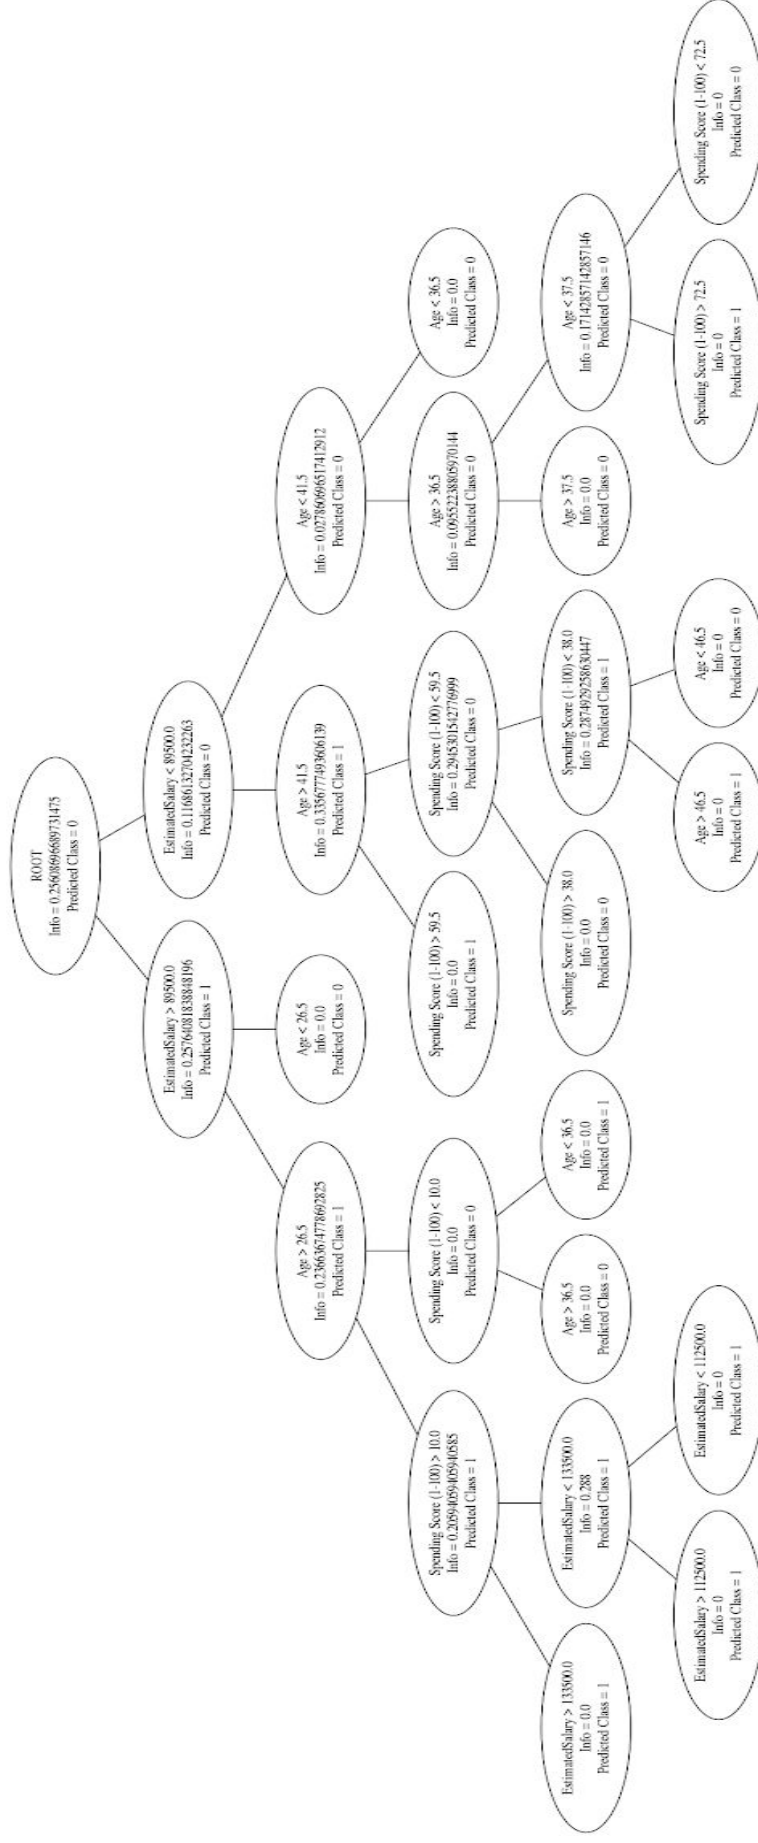 ROOT
Info = 0.25608696689731475
Predicted Class = 0
EstimatedSalary > 89500.0
Info = 0.25764081838848196
Predicted Class = 1
EstimatedSalary < 89500.0
Info = 0.11686132704232263
Predicted Class = 0
Age > 26.5
Info = 0.23663674778692825
Predicted Class = 1
Age < 26.5
Info = 0.0
Predicted Class = 0
Age > 41.5
Info = 0.3356777493606139
Predicted Class = 1
Age < 41.5
Info = 0.027860696517412912
Predicted Class = 0
Spending Score (1-100) > 10.0
Info = 0.20594059405940585
Predicted Class = 1
Spending Score (1-100) < 10.0
Info = 0.0
Predicted Class = 0
Spending Score (1-100) > 59.5
Info = 0.0
Predicted Class = 1
Spending Score (1-100) < 59.5
Info = 0.2945301542776999
Predicted Class = 0
Age > 36.5
Info = 0.09552238805970144
Predicted Class = 0
Age < 36.5
Info = 0.0
Predicted Class = 0
EstimatedSalary > 133500.0
Info = 0.0
Predicted Class = 1
EstimatedSalary < 133500.0
Info = 0.288
Predicted Class = 1
Age > 36.5
Info = 0.0
Predicted Class = 0
Age < 36.5
Info = 0.0
Predicted Class = 1
Spending Score (1-100) > 38.0
Info = 0.0
Predicted Class = 0
Spending Score (1-100) < 38.0
Info = 0.2874929258630447
Predicted Class = 1
Age > 37.5
Info = 0.0
Predicted Class = 0
Age < 37.5
Info = 0.17142857142857146
Predicted Class = 0
EstimatedSalary > 112500.0
Info = 0
Predicted Class = 1
EstimatedSalary < 112500.0
Info = 0
Predicted Class = 1
Age > 46.5
Info = 0
Predicted Class = 1
Age < 46.5
Info = 0
Predicted Class = 0
Spending Score (1-100) > 72.5
Info = 0
Predicted Class = 1
Spending Score (1-100) < 72.5
Info = 0
Predicted Class = 0